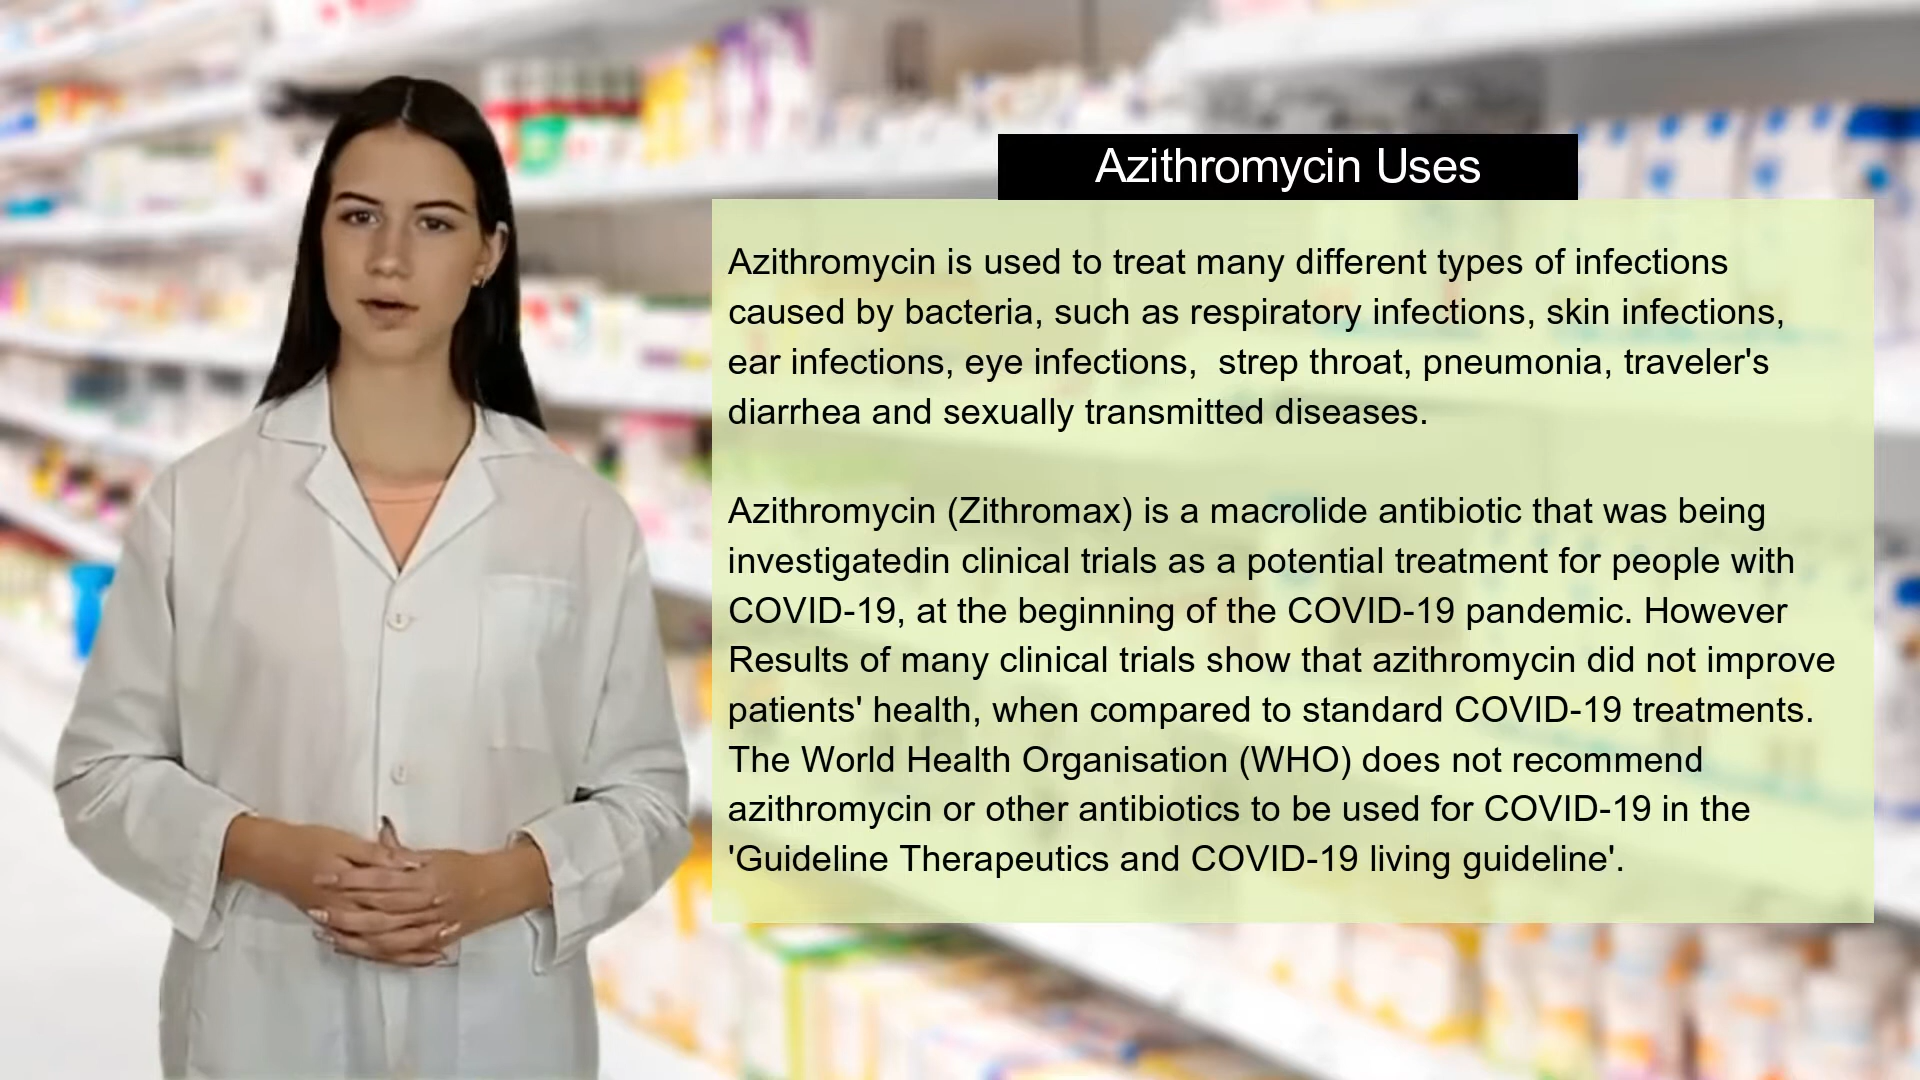 Azithromycin Uses
Azithromycin is used to treat many different types of infections
caused by bacteria, such as respiratory infections, skin infections,
ear infections, eye infections,  strep throat, pneumonia, traveler's
diarrhea and sexually transmitted diseases.
Azithromycin (Zithromax) is a macrolide antibiotic that was being
investigatedin clinical trials as a potential treatment for people with
COVID-19, at the beginning of the COVID-19 pandemic. However
Results of many clinical trials show that azithromycin did not improve
patients' health, when compared to standard COVID-19 treatments.
The World Health Organisation (WHO) does not recommend
azithromycin or other antibiotics to be used for COVID-19 in the
'Guideline Therapeutics and COVID-19 living guideline'.